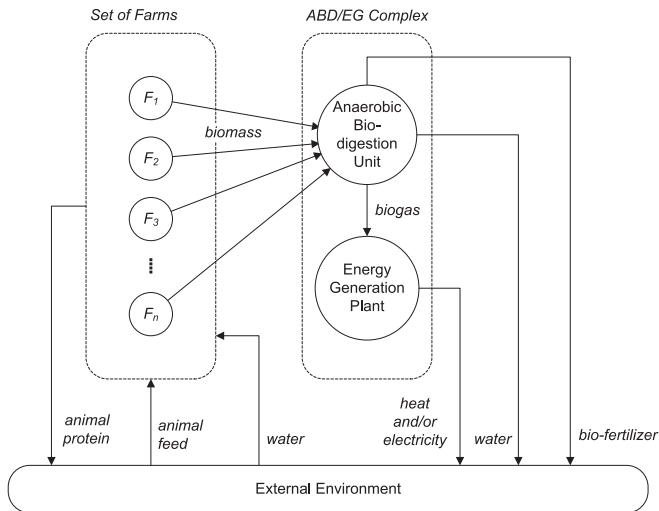 Set of Farms
ABD/EG Complex
F1
F2
F3
Fn
biomass
Anaerobic
Bio-
digestion
Unit
biogas
Energy
Generation
Plant
animal
protein
animal
feed
water
heat
and/or
electricity
water
bio-fertilizer
External Environment